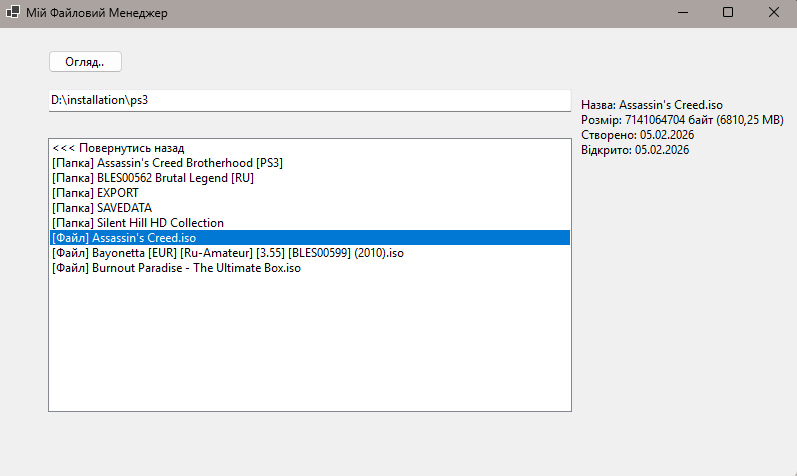 Мій Файловий Менеджер
Огляд..
D:\installation\ps3
<<< Повернутись назад
[Папка] Assassin's Creed Brotherhood [PS3]
[Папка] BLES00562 Brutal Legend [RU]
[Папка] EXPORT
[Папка] SAVEDATA
[Папка] Silent Hill HD Collection
[Файл] Assassin's Creed.iso
[Файл] Bayonetta [EUR] [Ru-Amateur] [3.55] [BLES00599] (2010).iso
[Файл] Burnout Paradise - The Ultimate Box.iso
Назва: Assassin's Creed.iso
Розмір: 7141064704 байт (6810,25 MB)
Створено: 05.02.2026
Відкрито: 05.02.2026